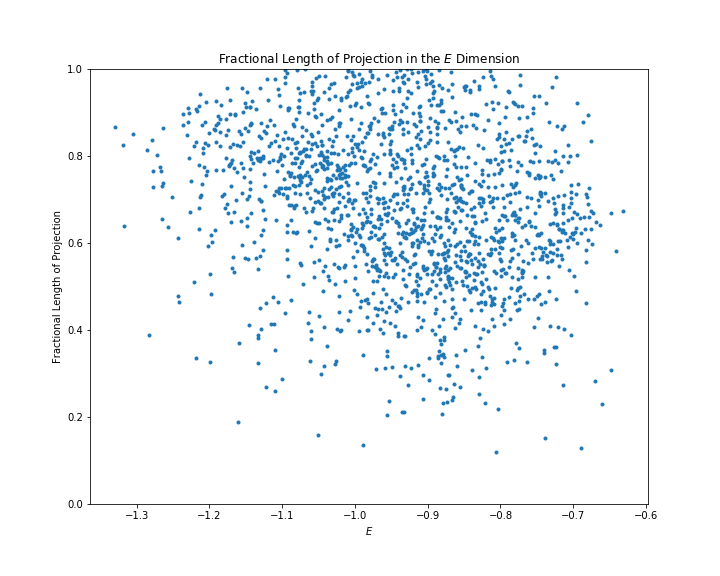 Fractional Length of Projection in the E Dimension
1.0
0.8
0.6
0.4
0.2
0.0
Fractional Length of Projection
−1.3 −1.2 −1.1 −1.0 −0.9 −0.8 −0.7 −0.6
E